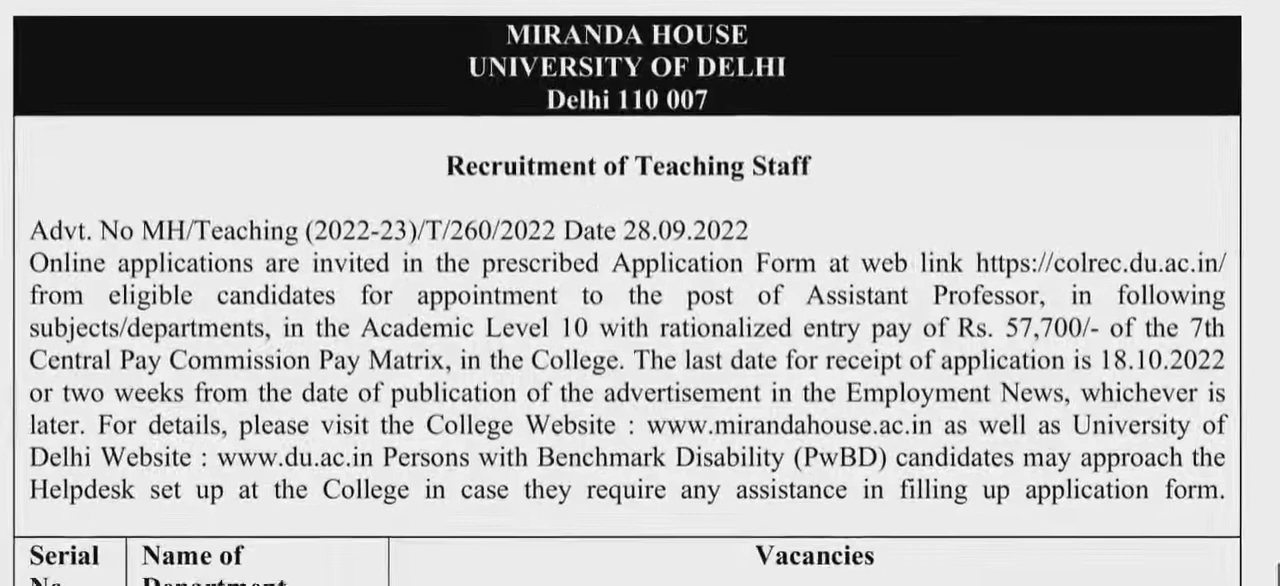 MIRANDA HOUSE
UNIVERSITY OF DELHI
Delhi 110 007
Recruitment of Teaching Staff
Advt. No MH/Teaching (2022-23)/T/260/2022 Date 28.09.2022
Online applications are invited in the prescribed Application Form at web link https://colrec.du.ac.in/
from eligible candidates for appointment to the post of Assistant Professor, in following
subjects/departments, in the Academic Level 10 with rationalized entry pay of Rs. 57,700/- of the 7th
Central Pay Commission Pay Matrix, in the College. The last date for receipt of application is 18.10.2022
or two weeks from the date of publication of the advertisement in the Employment News, whichever is
later. For details, please visit the College Website : www.mirandahouse.ac.in as well as University of
Delhi Website : www.du.ac.in Persons with Benchmark Disability (PwBD) candidates may approach the
Helpdesk set up at the College in case they require any assistance in filling up application form.
Serial Name of Vacancies
No Department